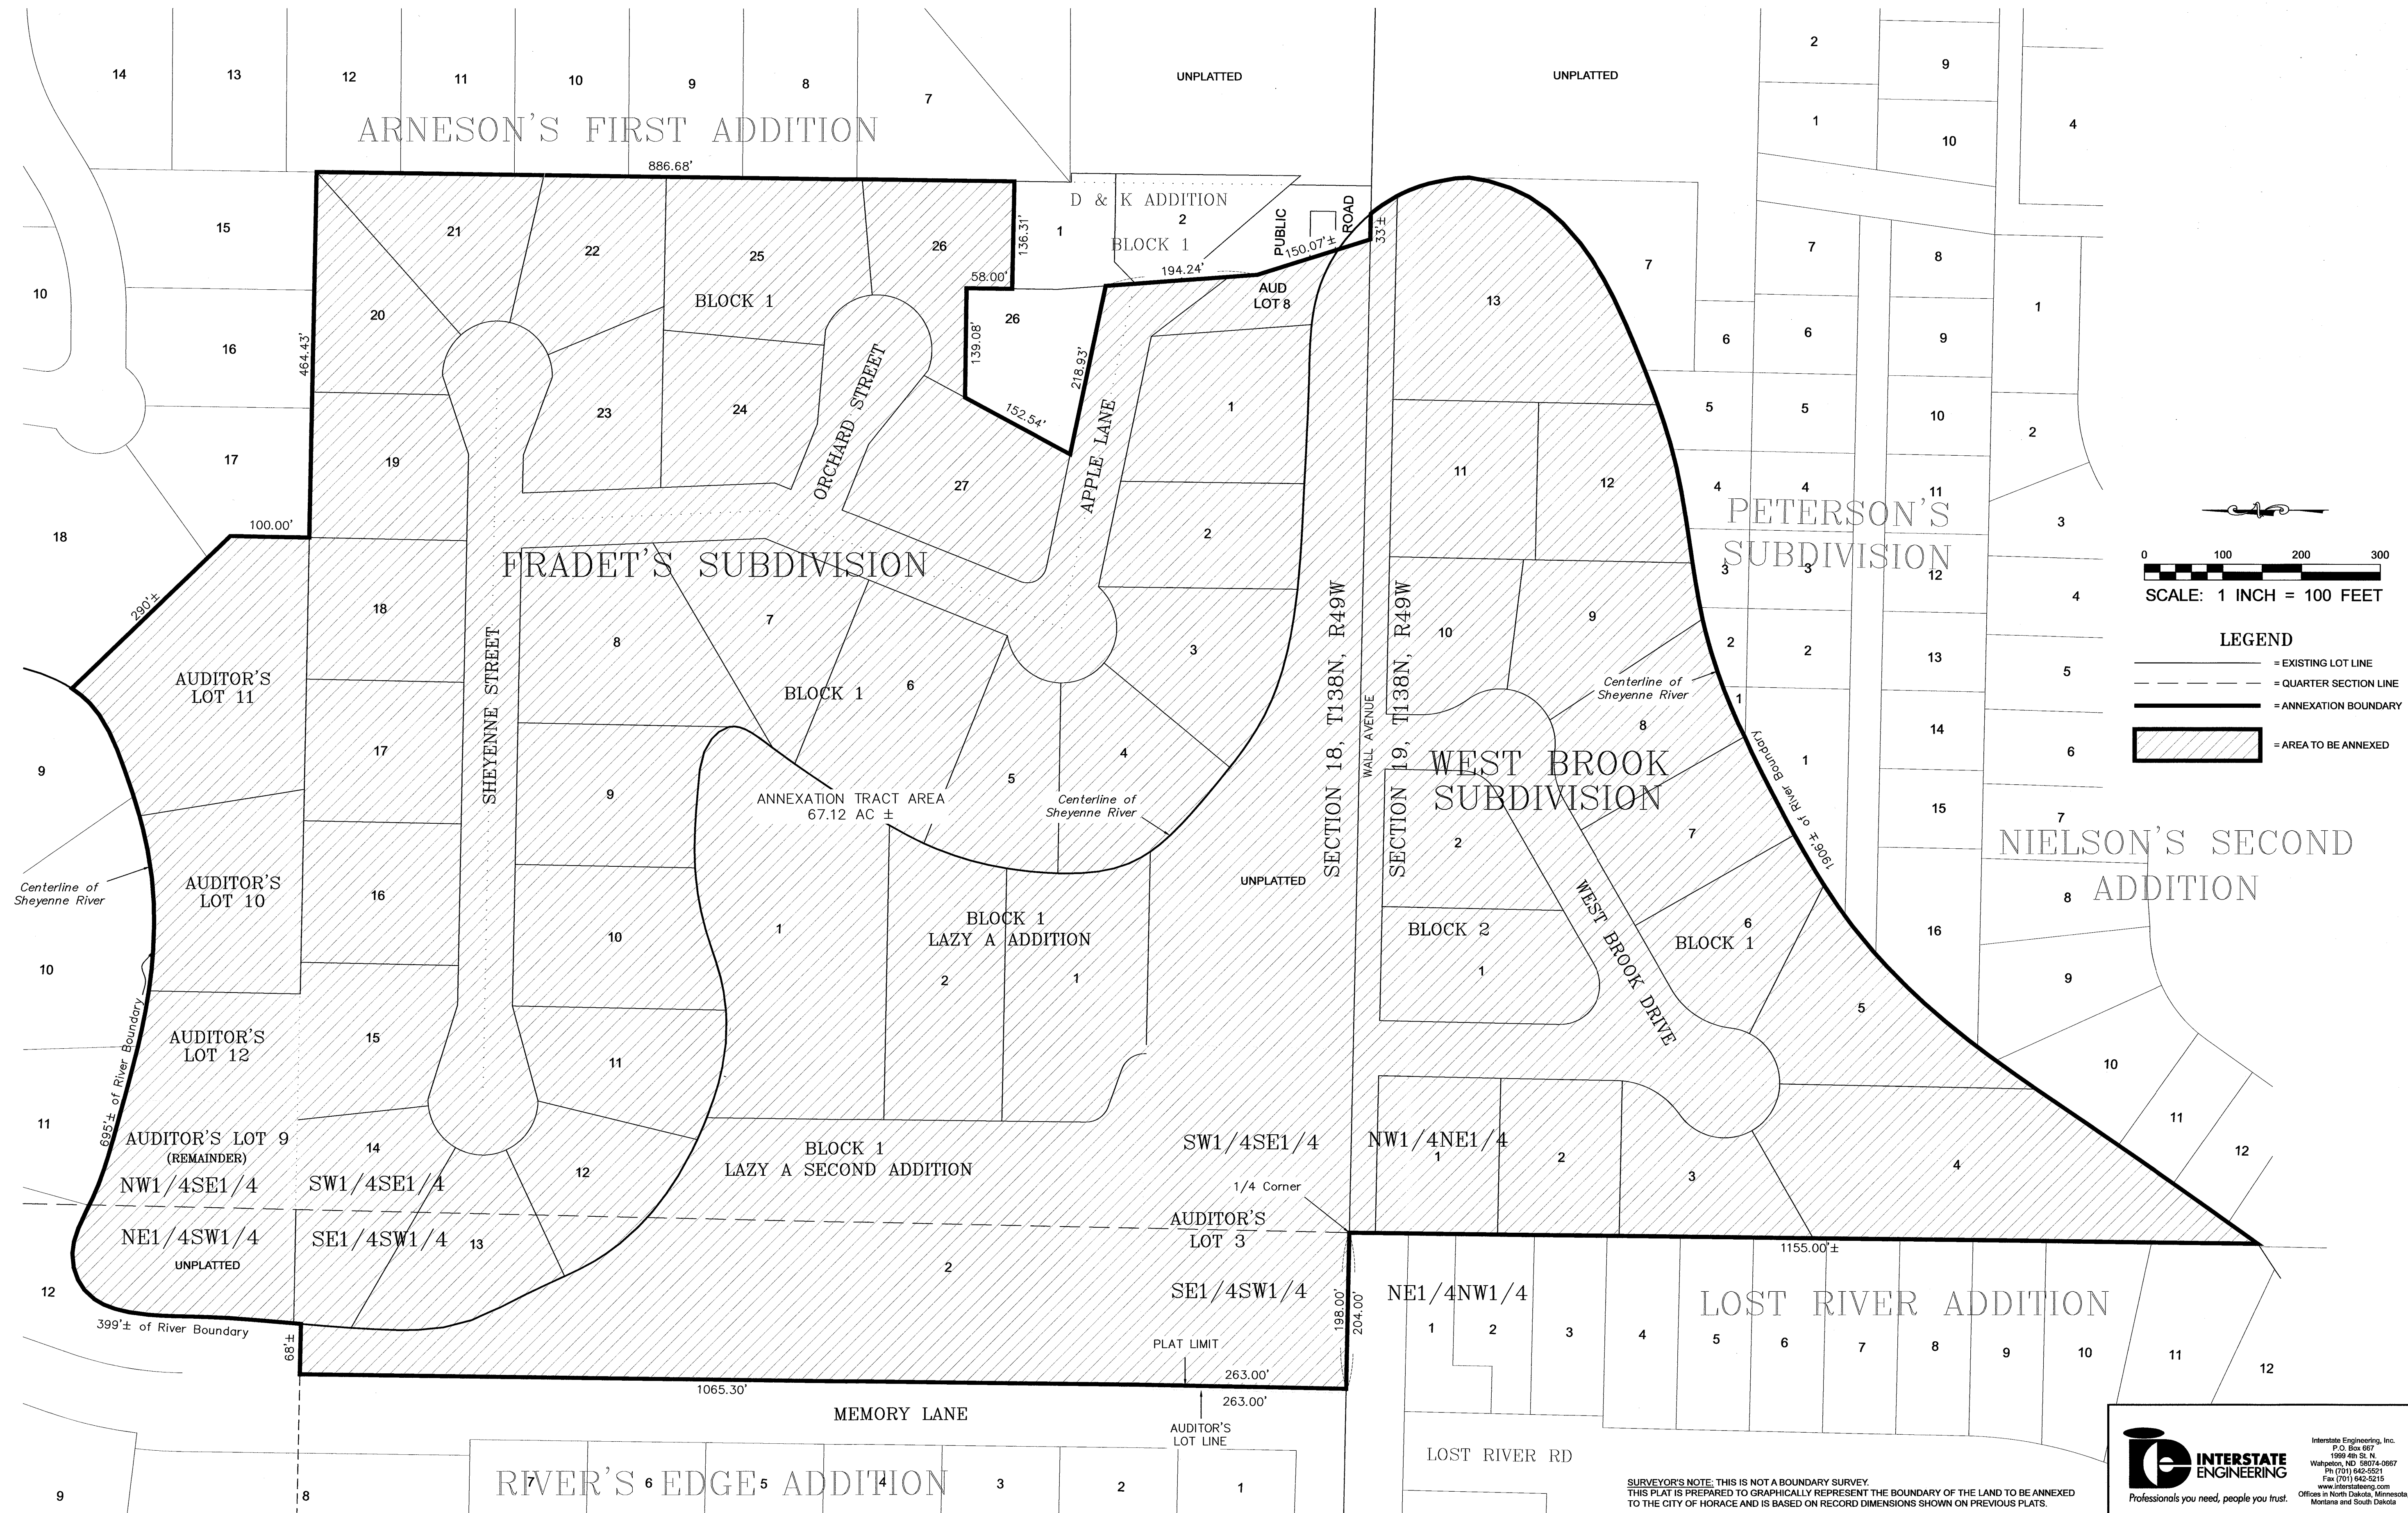 14
13
12
11
10
9
8
7
UNPLATTED
UNPLATTED
2
9
1
10
4
ARNESON'S FIRST ADDITION
886.68'
15
16
17
18
10
21
22
25
26
20
BLOCK 1
23
24
19
464.43'
136.31'
58.00'
139.08'
26
152.54'
218.93'
D & K ADDITION
1
2
BLOCK 1
194.24'
PUBLIC
ROAD
150.07'±
33'±
AUD
LOT 8
13
7
7
8
6
6
9
1
5
5
10
2
4
4
11
3
3
3
12
4
2
2
13
5
1
1
14
6
15
7
16
8
9
10
11
12
PETERSON'S
SUBDIVISION
NIELSON'S SECOND
ADDITION
ORCHARD STREET
APPLE LANE
27
1
2
3
11
12
10
9
8
7
6
5
100.00'
290'±
FRADET'S SUBDIVISION
18
17
16
15
14
13
12
11
10
9
8
7
6
5
4
BLOCK 1
SHEYENNE STREET
AUDITOR'S
LOT 11
AUDITOR'S
LOT 10
AUDITOR'S
LOT 12
AUDITOR'S LOT 9
(REMAINDER)
NW1/4SE1/4
SW1/4SE1/4
NE1/4SW1/4
SE1/4SW1/4
UNPLATTED
9
10
11
12
Centerline of
Sheyenne River
695'± of River Boundary
399'± of River Boundary
68'±
ANNEXATION TRACT AREA
67.12 AC ±
Centerline of
Sheyenne River
1
BLOCK 1
LAZY A ADDITION
2
1
BLOCK 1
LAZY A SECOND ADDITION
2
UNPLATTED
SECTION 18, T138N, R49W
WALL AVENUE
SECTION 19, T138N, R49W
WEST BROOK
SUBDIVISION
Centerline of
Sheyenne River
1906'± of River Boundary
2
BLOCK 2
1
WEST BROOK DRIVE
BLOCK 1
SW1/4SE1/4
NW1/4NE1/4
1
2
3
4
1/4 Corner
AUDITOR'S
LOT 3
SE1/4SW1/4
NE1/4NW1/4
1155.00'±
198.00'
204.00'
PLAT LIMIT
1065.30'
263.00'
263.00'
AUDITOR'S
LOT LINE
MEMORY LANE
LOST RIVER ADDITION
1
2
3
4
5
6
7
8
9
10
11
12
LOST RIVER RD
RIVER'S EDGE ADDITION
9
8
7
6
5
4
3
2
1
0 100 200 300
SCALE: 1 INCH = 100 FEET
LEGEND
= EXISTING LOT LINE
= QUARTER SECTION LINE
= ANNEXATION BOUNDARY
= AREA TO BE ANNEXED
SURVEYOR'S NOTE: THIS IS NOT A BOUNDARY SURVEY.
THIS PLAT IS PREPARED TO GRAPHICALLY REPRESENT THE BOUNDARY OF THE LAND TO BE ANNEXED
TO THE CITY OF HORACE AND IS BASED ON RECORD DIMENSIONS SHOWN ON PREVIOUS PLATS.
INTERSTATE
ENGINEERING
Professionals you need, people you trust.
Interstate Engineering, Inc.
P.O. Box 667
1999 4th St. N.
Wahpeton, ND 58074-0667
Ph (701) 642-5521
Fax (701) 642-5215
www.interstateeng.com
Offices in North Dakota, Minnesota,
Montana and South Dakota